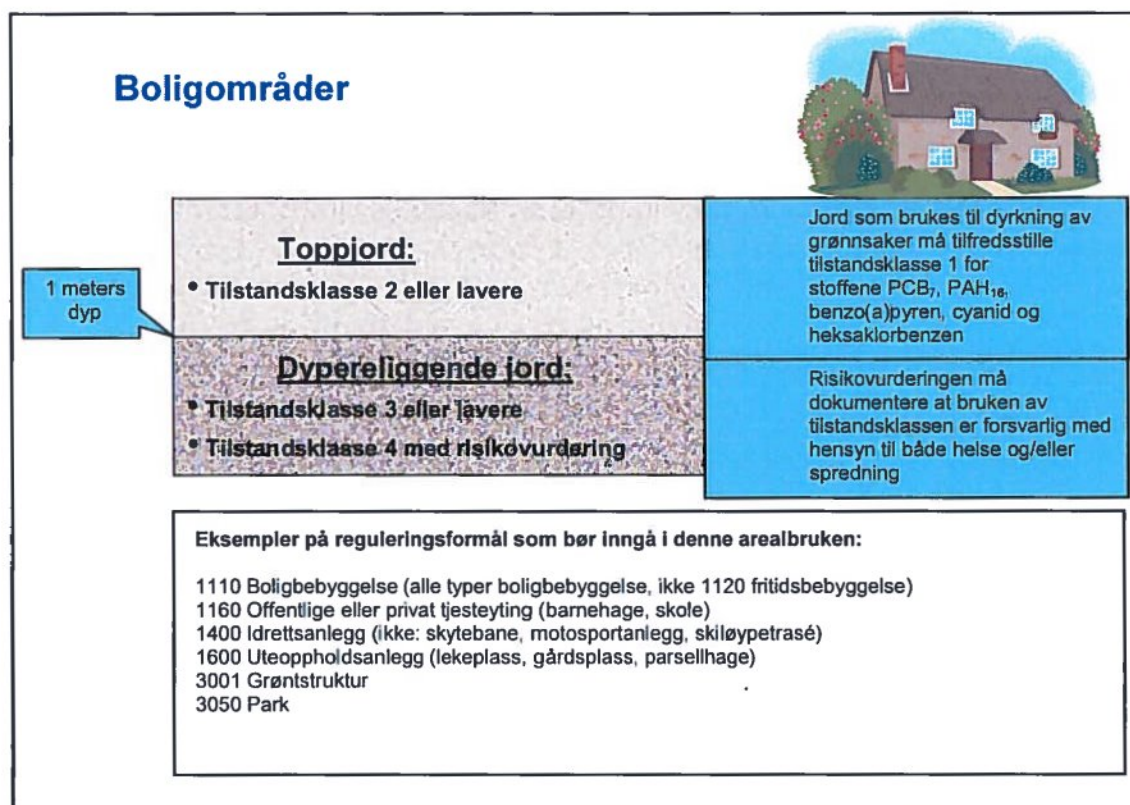 Boligområder
Toppjord:
• Tilstandsklasse 2 eller lavere
1 meters
dyp
Dypereliggende jord:
• Tilstandsklasse 3 eller lavere
• Tilstandsklasse 4 med risikovurdering
Jord som brukes til dyrkning av
grønnsaker må tilfredsstille
tilstandsklasse 1 for
stoffene PCB₇, PAH₁₆,
benzo(a)pyren, cyanid og
heksaklorbenzen
Risikovurderingen må
dokumentere at bruken av
tilstandsklassen er forsvarlig med
hensyn til både helse og/eller
spredning
Eksempler på reguleringsformål som bør inngå i denne arealbruken:
1110 Boligbebyggelse (alle typer boligbebyggelse, ikke 1120 fritidsbebyggelse)
1160 Offentlige eller privat tjesteyting (barnehage, skole)
1400 Idrettsanlegg (ikke: skytebane, motosportanlegg, skiløypetrasé)
1600 Uteoppholdsanlegg (lekeplass, gårdsplass, parsellhage)
3001 Grøntstruktur
3050 Park